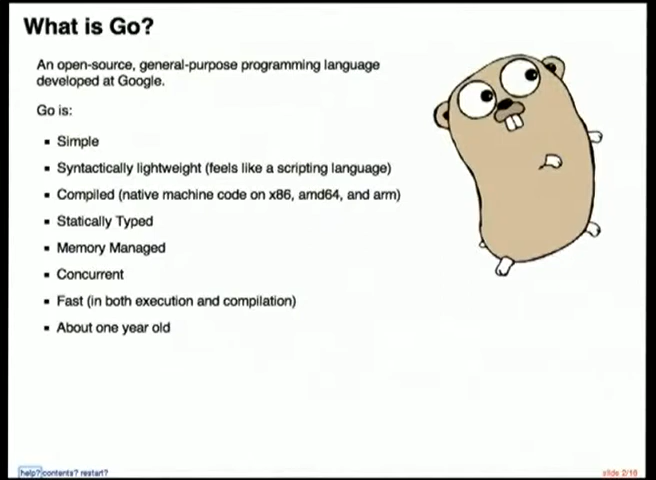 What is Go?
An open-source, general-purpose programming language
developed at Google.
Go is:
Simple
Syntactically lightweight (feels like a scripting language)
Compiled (native machine code on x86, amd64, and arm)
Statically Typed
Memory Managed
Concurrent
Fast (in both execution and compilation)
About one year old
help? contents? restart?
slide 2/16